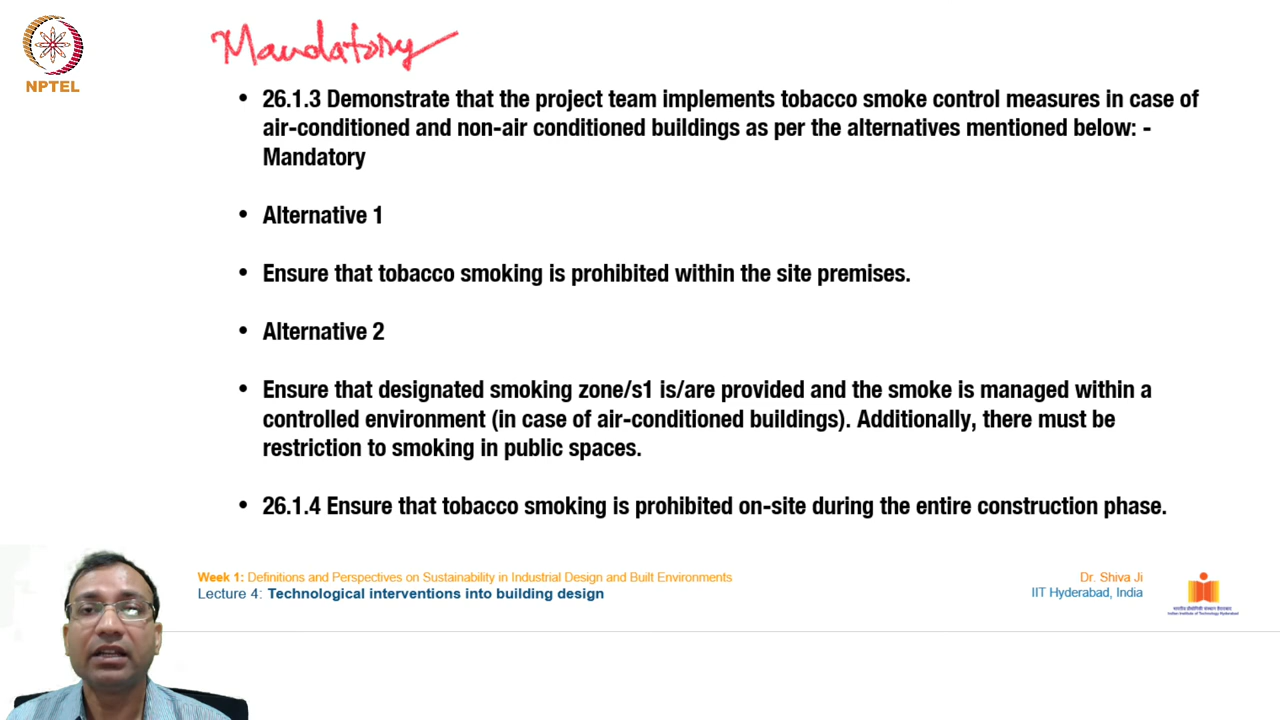 Mandatory
NPTEL
• 26.1.3 Demonstrate that the project team implements tobacco smoke control measures in case of
air-conditioned and non-air conditioned buildings as per the alternatives mentioned below: -
Mandatory
• Alternative 1
• Ensure that tobacco smoking is prohibited within the site premises.
• Alternative 2
• Ensure that designated smoking zone/s1 is/are provided and the smoke is managed within a
controlled environment (in case of air-conditioned buildings). Additionally, there must be
restriction to smoking in public spaces.
• 26.1.4 Ensure that tobacco smoking is prohibited on-site during the entire construction phase.
Week 1: Definitions and Perspectives on Sustainability in Industrial Design and Built Environments
Lecture 4: Technological interventions into building design
Dr. Shiva Ji
IIT Hyderabad, India
Indian Institute of Technology Hyderabad